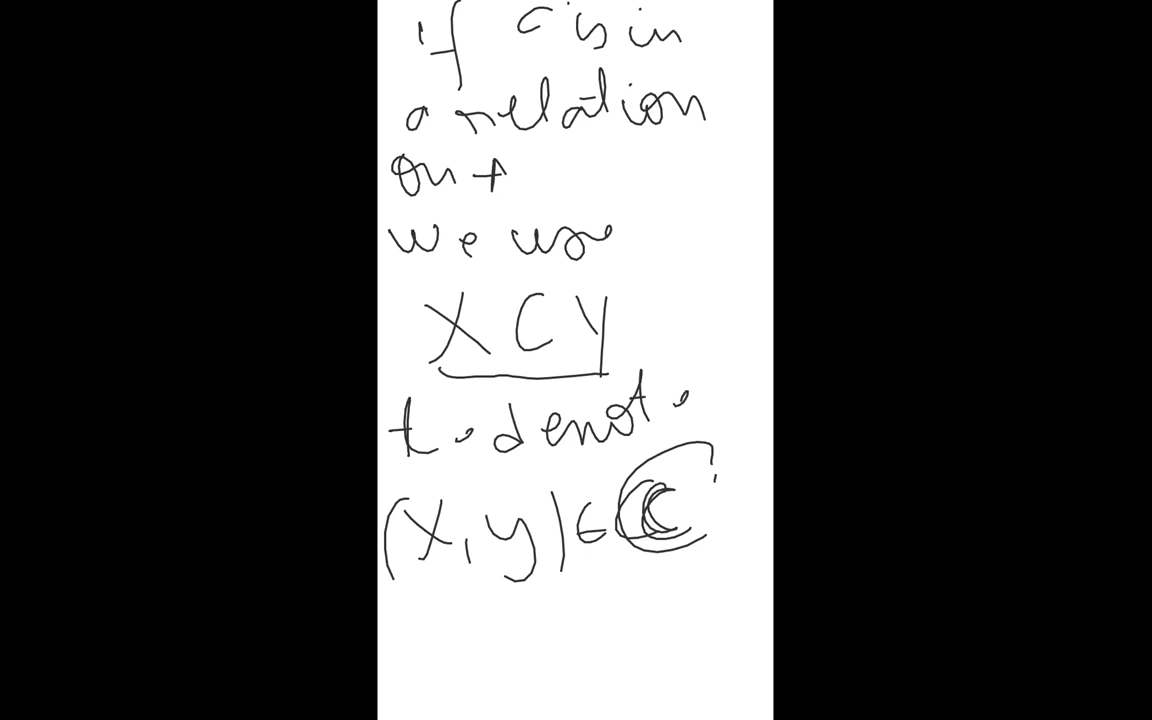 if C is in
a relation
on +
we use
X C Y
to denote
(X, y) ∈ C